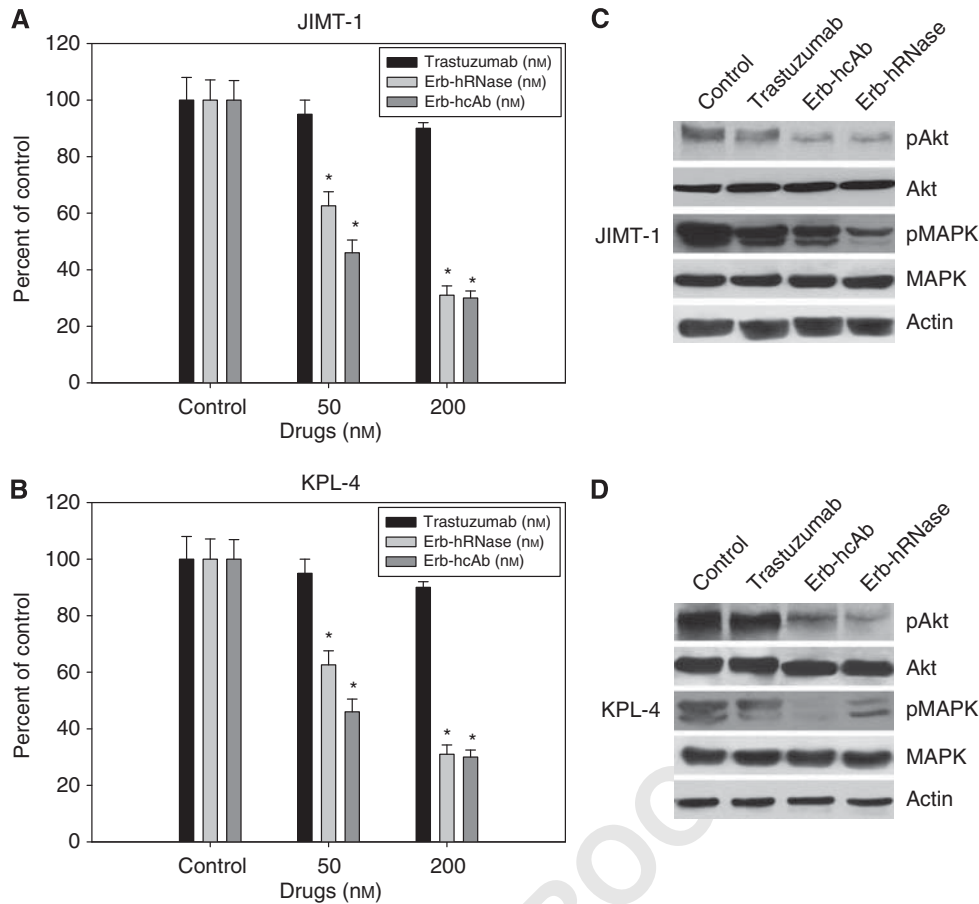 A
JIMT-1
120
100
80
60
40
20
0
Percent of control
Trastuzumab (nM)
Erb-hRNase (nM)
Erb-hcAb (nM)
*
*
*
*
Control
50
200
Drugs (nM)
B
KPL-4
120
100
80
60
40
20
0
Percent of control
Trastuzumab (nM)
Erb-hRNase (nM)
Erb-hcAb (nM)
*
*
*
*
Control
50
200
Drugs (nM)
C
Control
Trastuzumab
Erb-hcAb
Erb-hRNase
JIMT-1
pAkt
Akt
pMAPK
MAPK
Actin
D
Control
Trastuzumab
Erb-hcAb
Erb-hRNase
KPL-4
pAkt
Akt
pMAPK
MAPK
Actin